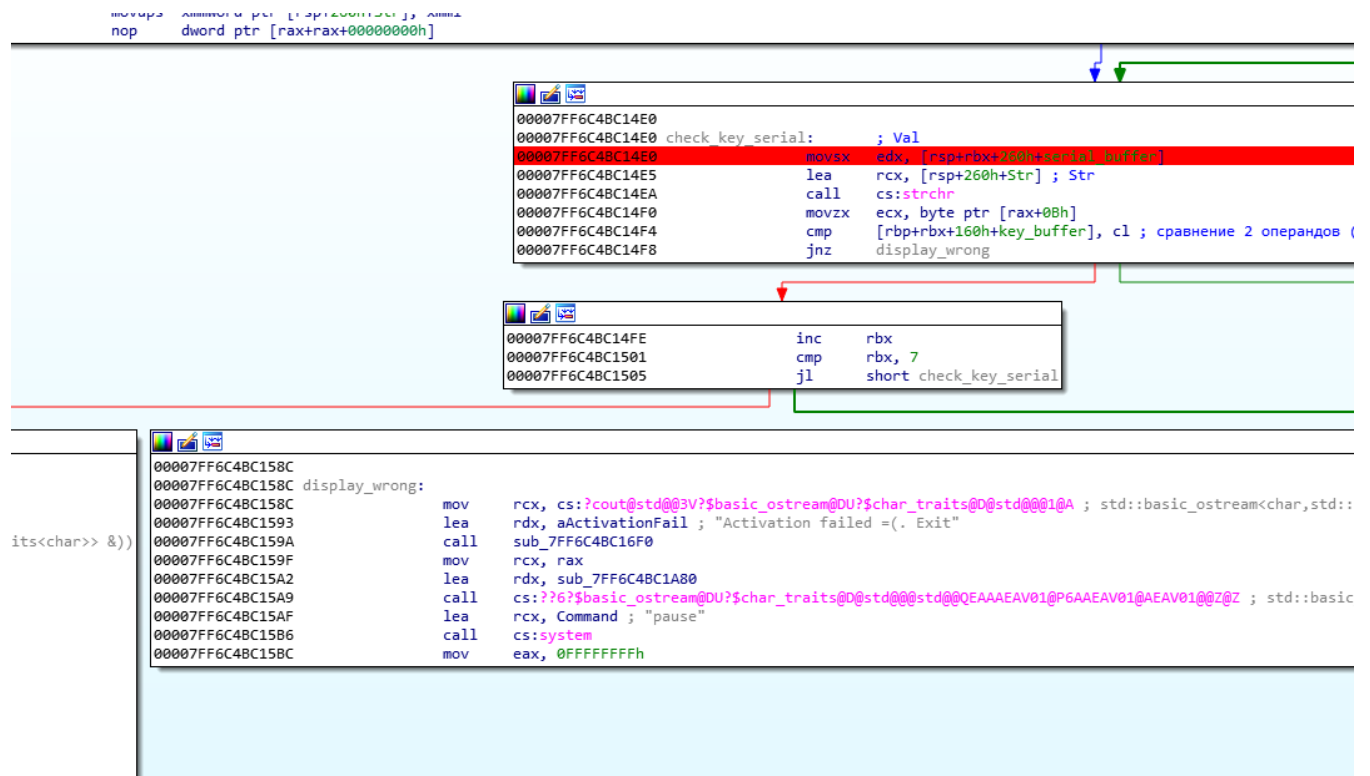 nop dword ptr [rax+rax+00000000h]
00007FF6C4BC14E0
00007FF6C4BC14E0 check_key_serial: ; Val
00007FF6C4BC14E0 movsx edx, [rsp+rbx+260h+serial_buffer]
00007FF6C4BC14E5 lea rcx, [rsp+260h+Str] ; Str
00007FF6C4BC14EA call cs:strchr
00007FF6C4BC14F0 movzx ecx, byte ptr [rax+0Bh]
00007FF6C4BC14F4 cmp [rbp+rbx+160h+key_buffer], cl ; сравнение 2 операндов (
00007FF6C4BC14F8 jnz display_wrong
00007FF6C4BC14FE inc rbx
00007FF6C4BC1501 cmp rbx, 7
00007FF6C4BC1505 jl short check_key_serial
its<char>> &))
00007FF6C4BC158C
00007FF6C4BC158C display_wrong:
00007FF6C4BC158C mov rcx, cs:?cout@std@@3V?$basic_ostream@DU?$char_traits@D@std@@@1@A ; std::basic_ostream<char,std::
00007FF6C4BC1593 lea rdx, aActivationFail ; "Activation failed =(. Exit"
00007FF6C4BC159A call sub_7FF6C4BC16F0
00007FF6C4BC159F mov rcx, rax
00007FF6C4BC15A2 lea rdx, sub_7FF6C4BC1A80
00007FF6C4BC15A9 call cs:??6?$basic_ostream@DU?$char_traits@D@std@@@std@@QEAAAEAV01@P6AAEAV01@AEAV01@@Z@Z ; std::basic
00007FF6C4BC15AF lea rcx, Command ; "pause"
00007FF6C4BC15B6 call cs:system
00007FF6C4BC15BC mov eax, 0FFFFFFFFh